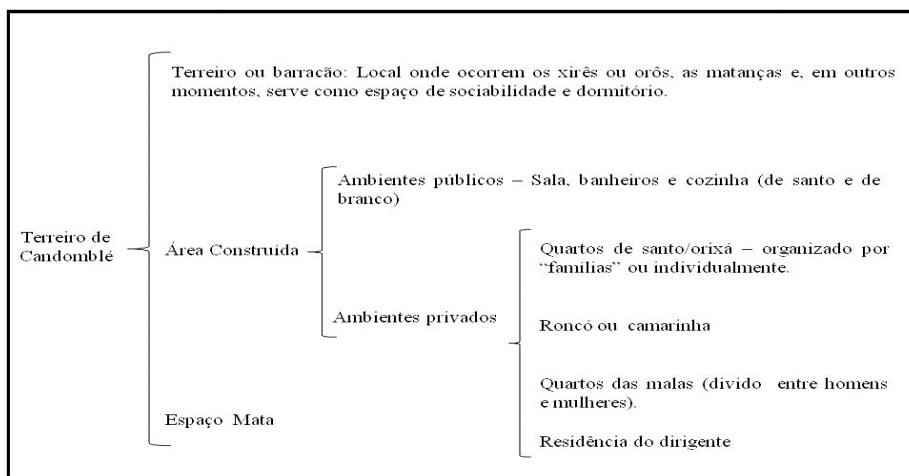 Terreiro ou barracão: Local onde ocorrem os xirês ou orôs, as matanças e, em outros
momentos, serve como espaço de sociabilidade e dormitório.
Ambientes públicos – Sala, banheiros e cozinha (de santo e de
branco)
Terreiro de
Candomblé
Área Construída
Quartos de santo/orixá – organizado por
“famílias” ou individualmente.
Ambientes privados
Roncó ou camarinha
Quartos das malas (divido entre homens
e mulheres).
Espaço Mata
Residência do dirigente